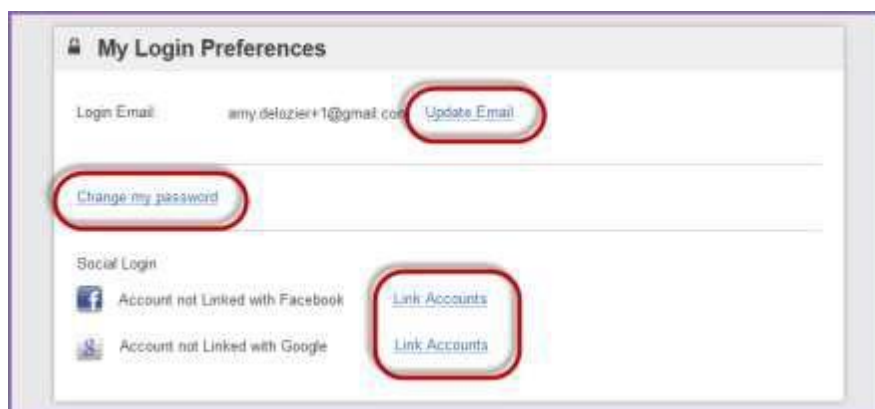 My Login Preferences
Login Email: amy.delozier+1@gmail.com Update Email
Change my password
Social Login
Account not Linked with Facebook Link Accounts
Account not Linked with Google Link Accounts